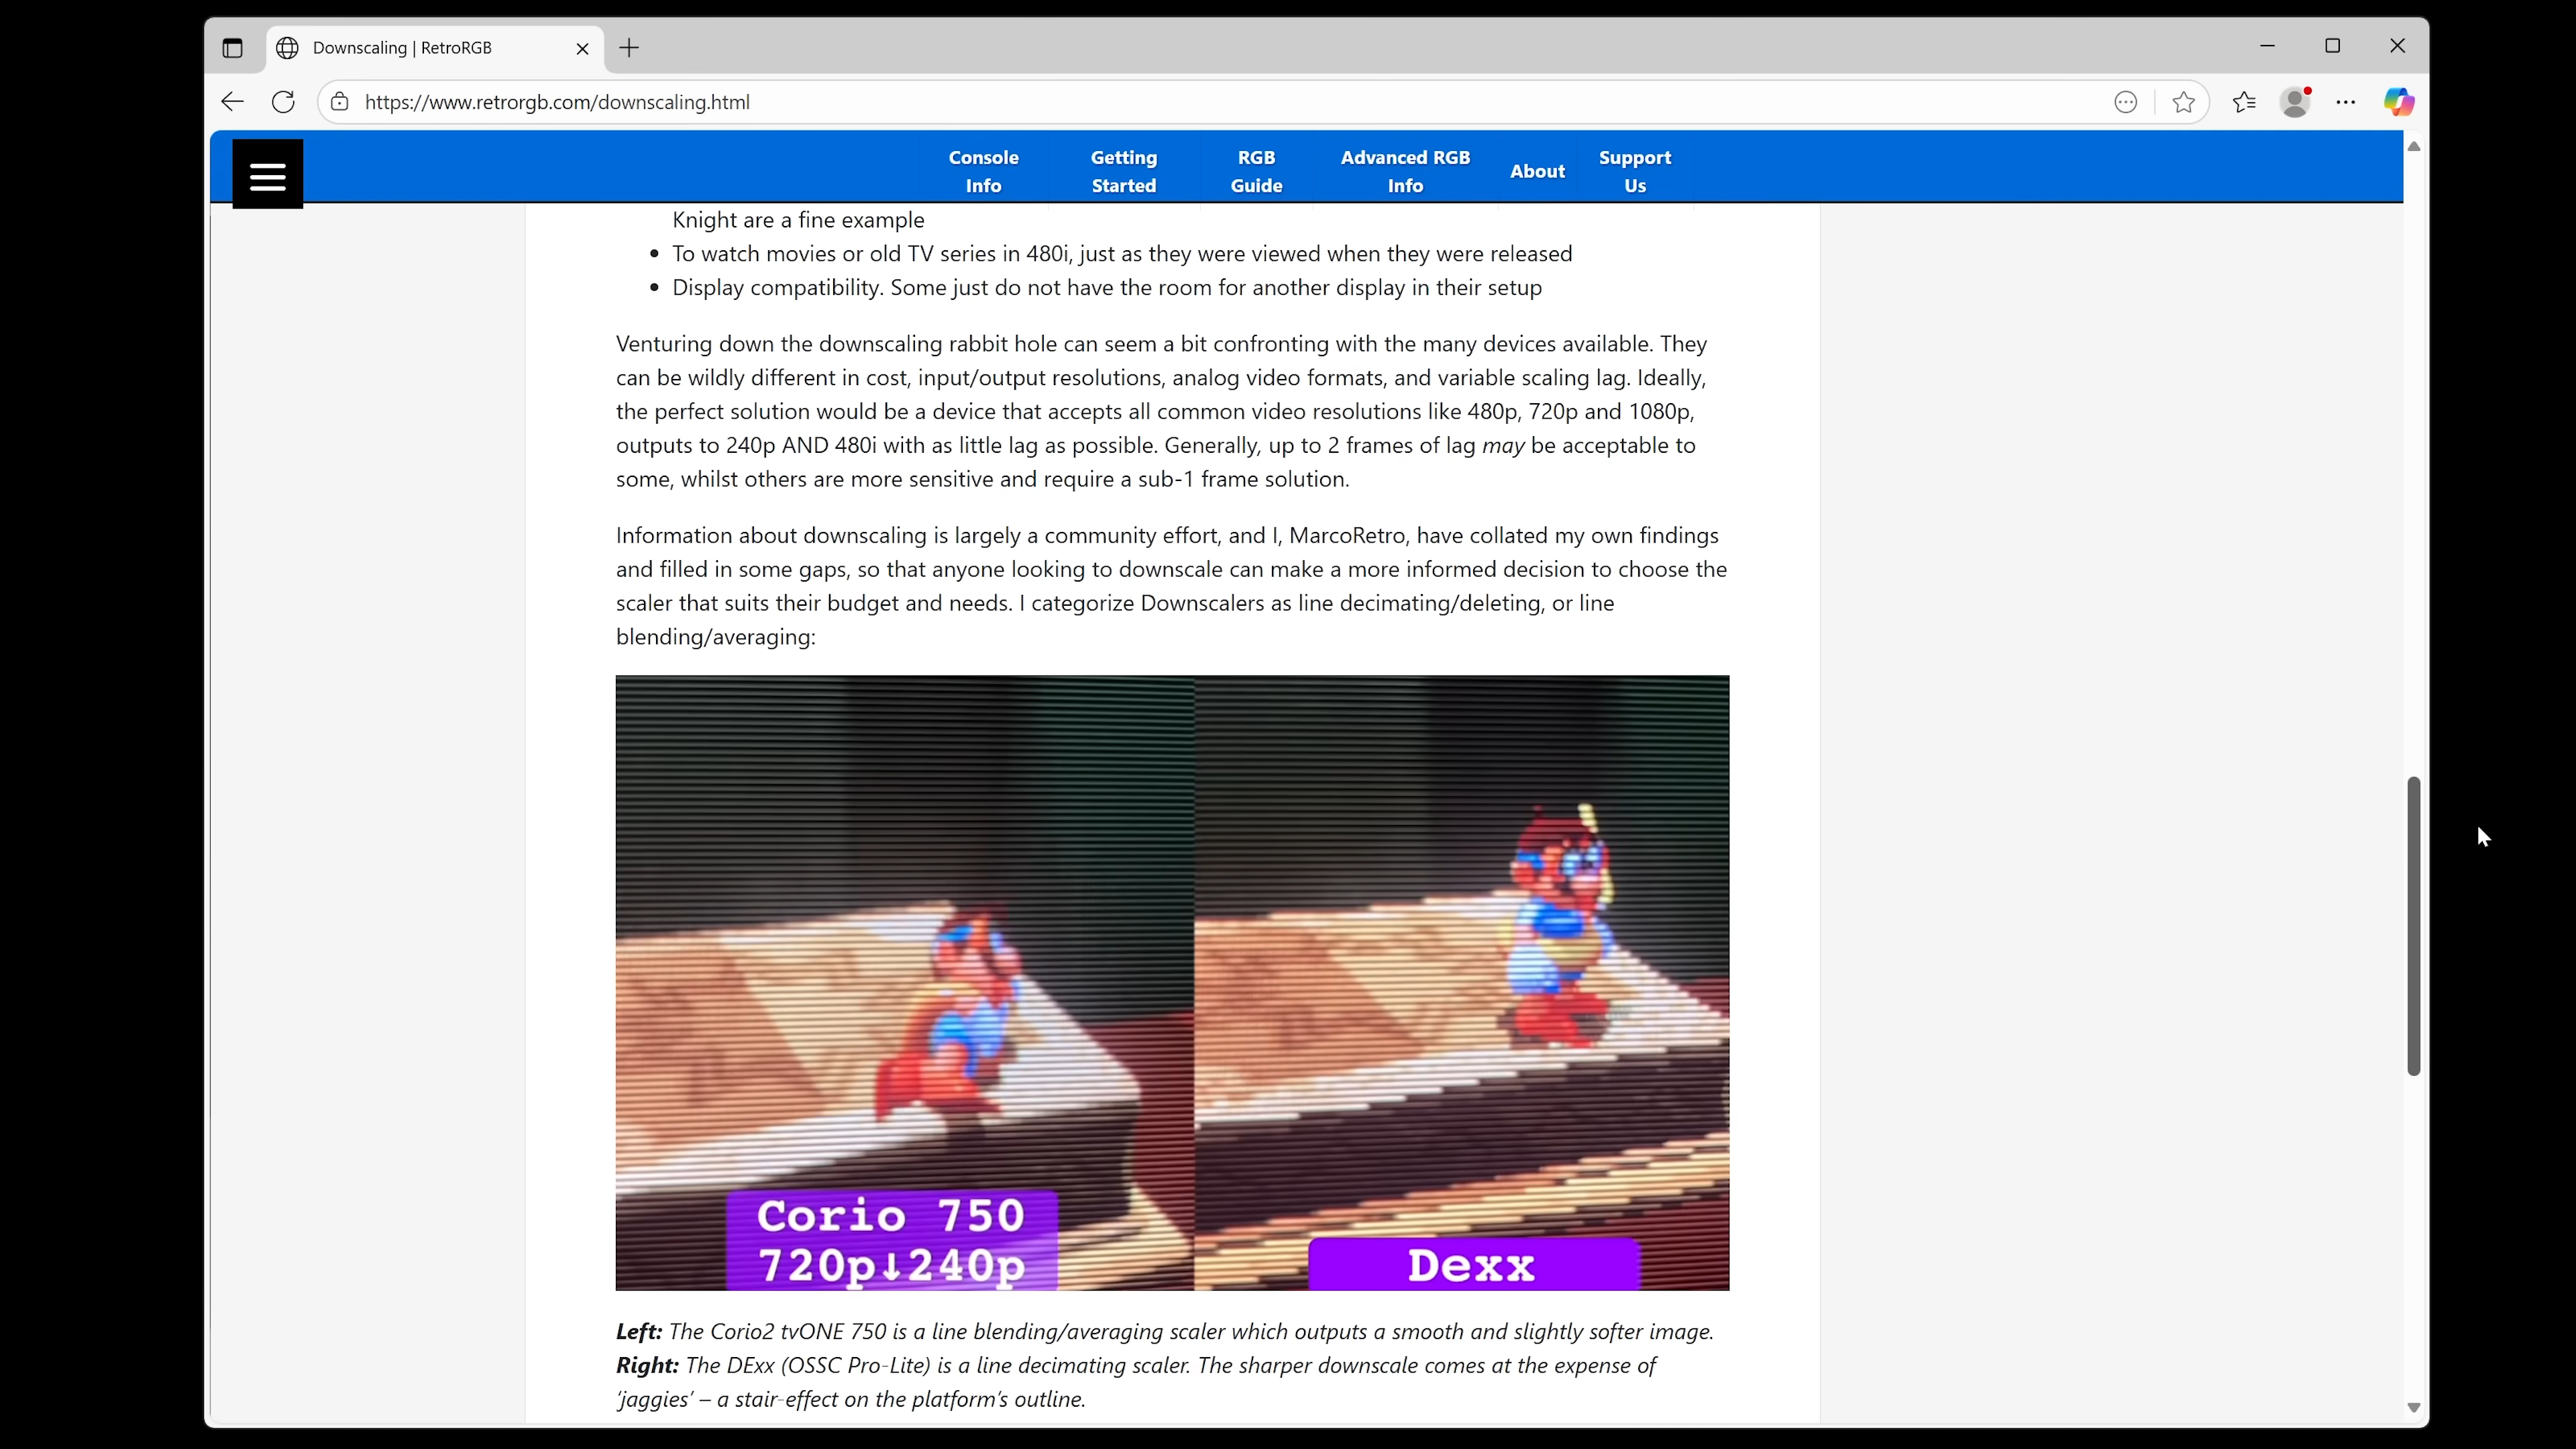 Downscaling | RetroRGB
https://www.retrorgb.com/downscaling.html
Console Info
Getting Started
RGB Guide
Advanced RGB Info
About
Support Us
Knight are a fine example
• To watch movies or old TV series in 480i, just as they were viewed when they were released
• Display compatibility. Some just do not have the room for another display in their setup
Venturing down the downscaling rabbit hole can seem a bit confronting with the many devices available. They
can be wildly different in cost, input/output resolutions, analog video formats, and variable scaling lag. Ideally,
the perfect solution would be a device that accepts all common video resolutions like 480p, 720p and 1080p,
outputs to 240p AND 480i with as little lag as possible. Generally, up to 2 frames of lag may be acceptable to
some, whilst others are more sensitive and require a sub-1 frame solution.
Information about downscaling is largely a community effort, and I, MarcoRetro, have collated my own findings
and filled in some gaps, so that anyone looking to downscale can make a more informed decision to choose the
scaler that suits their budget and needs. I categorize Downscalers as line decimating/deleting, or line
blending/averaging:
Corio 750
720p↓240p
Dexx
Left: The Corio2 tvONE 750 is a line blending/averaging scaler which outputs a smooth and slightly softer image.
Right: The DExx (OSSC Pro-Lite) is a line decimating scaler. The sharper downscale comes at the expense of
‘jaggies’ – a stair-effect on the platform’s outline.